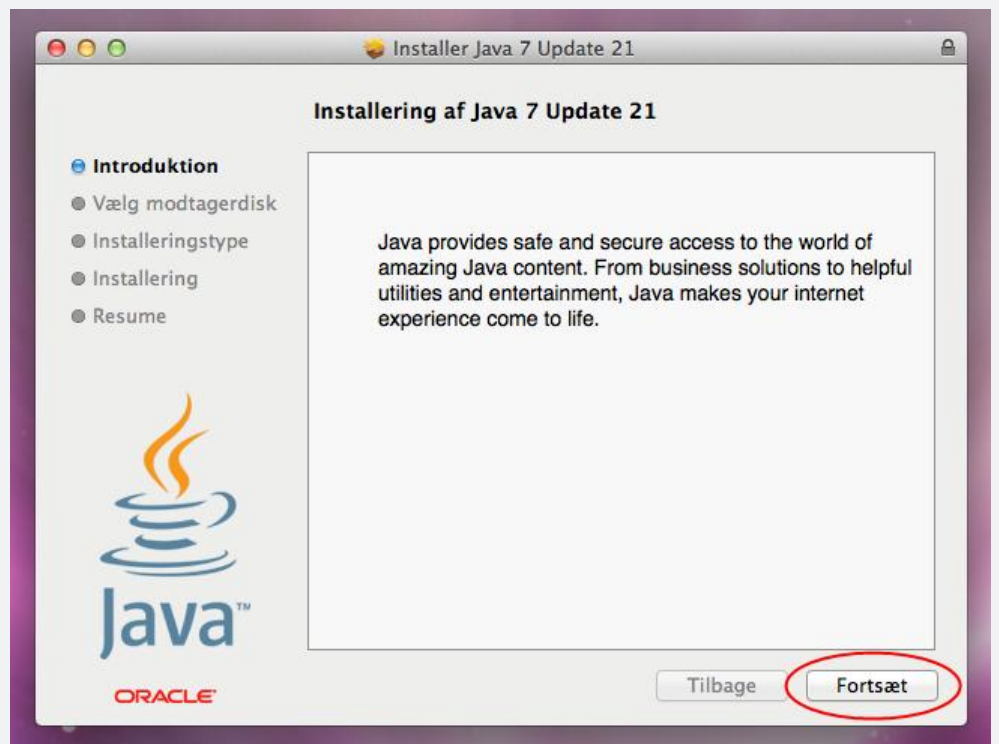 Installer Java 7 Update 21
Installering af Java 7 Update 21
Introduktion
Vælg modtagerdisk
Installeringstype
Installering
Resume
Java provides safe and secure access to the world of
amazing Java content. From business solutions to helpful
utilities and entertainment, Java makes your internet
experience come to life.
Java™
ORACLE®
Tilbage
Fortsæt